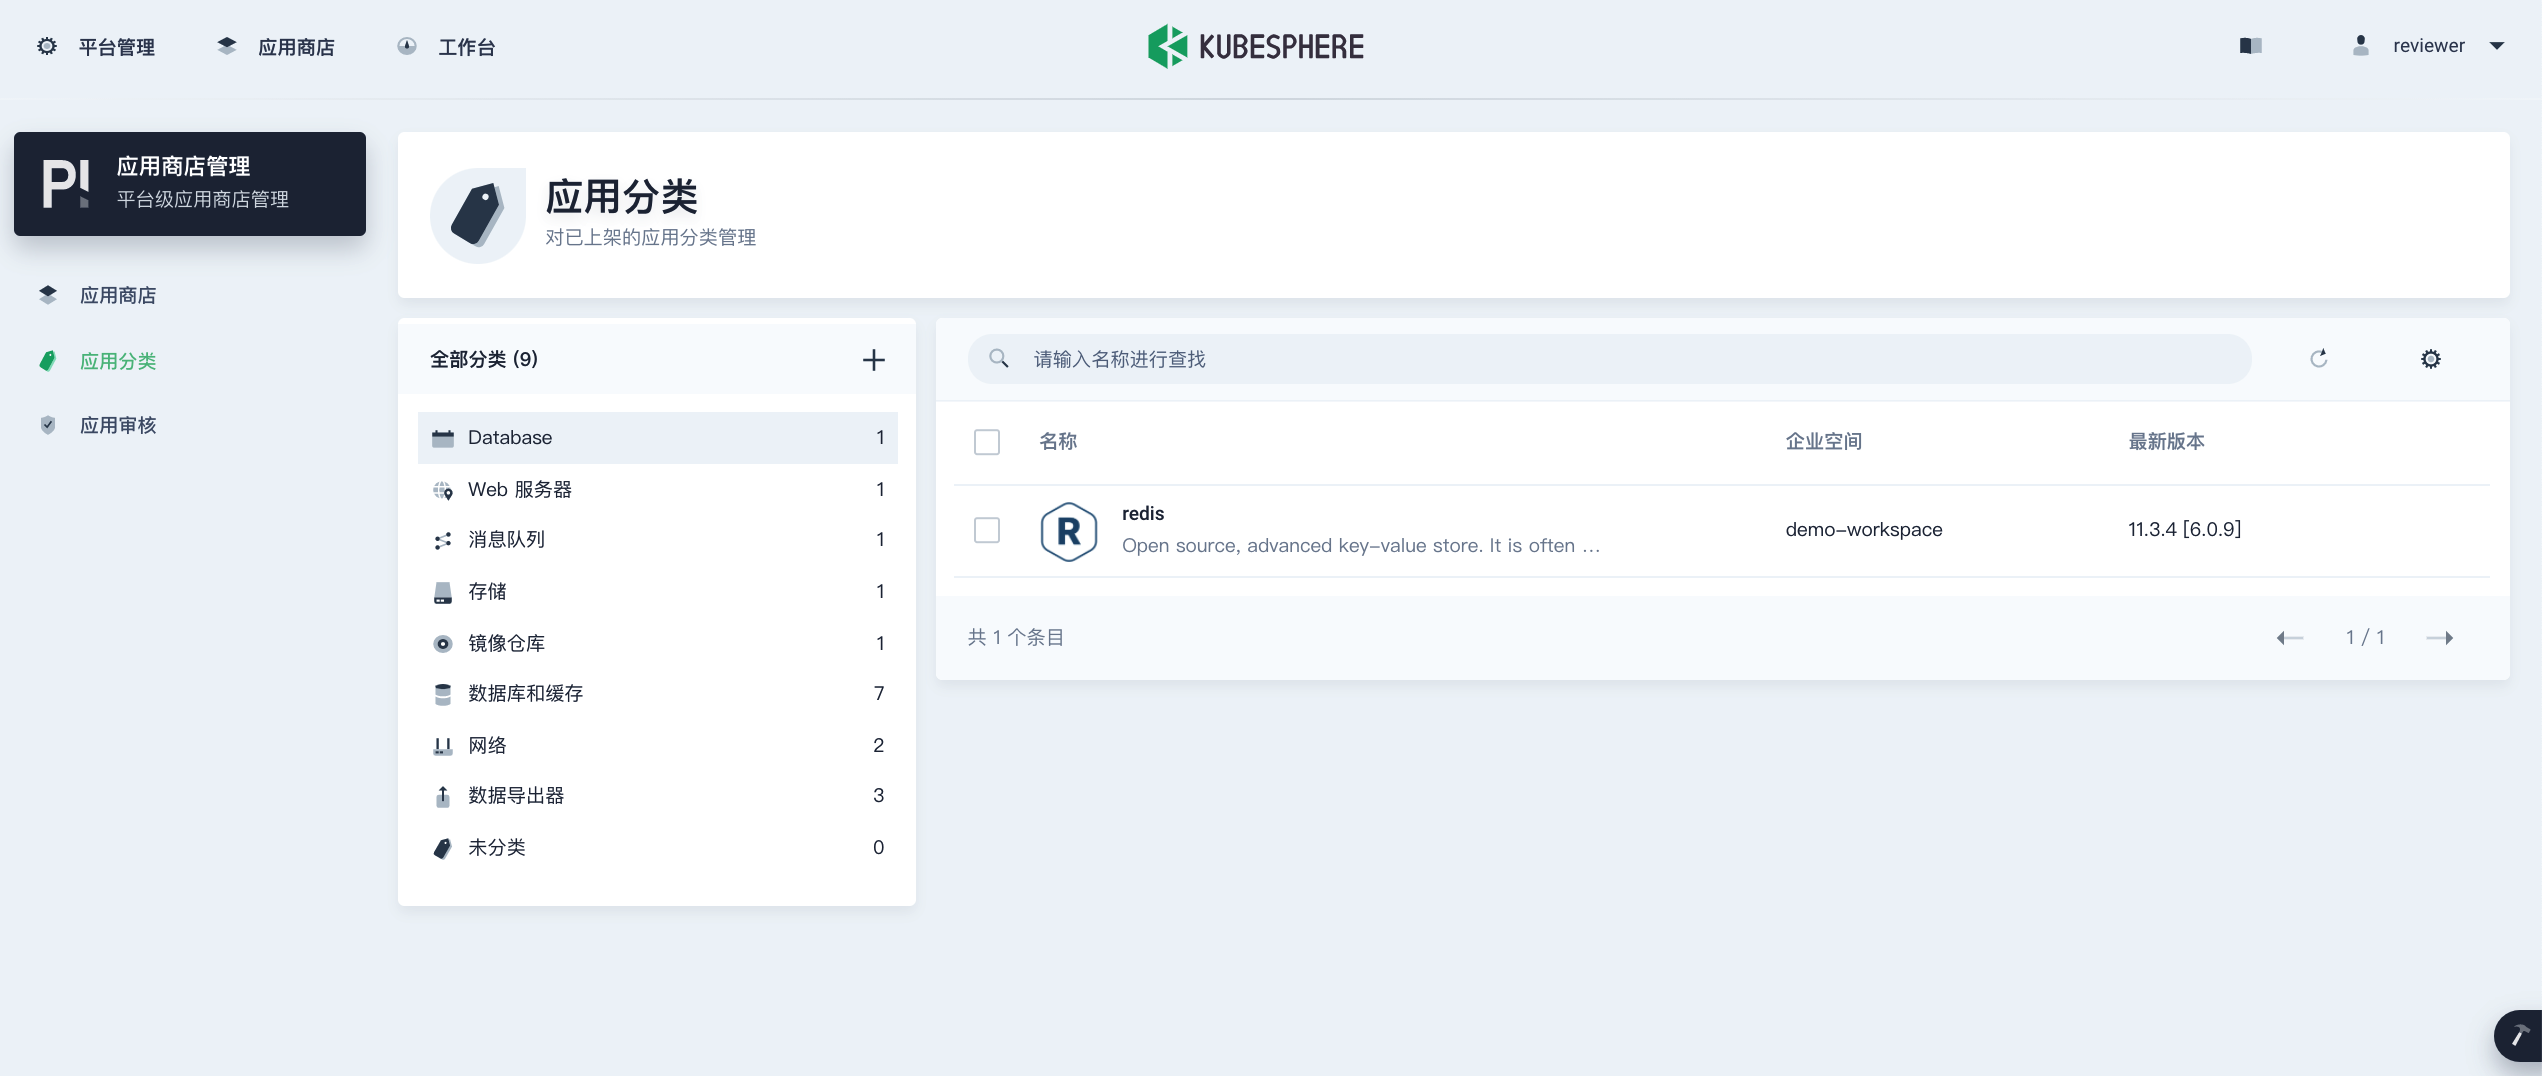 平台管理
应用商店
工作台
KUBESPHERE
reviewer
应用商店管理
平台级应用商店管理
应用商店
应用分类
应用审核
应用分类
对已上架的应用分类管理
全部分类 (9)
Database 1
Web 服务器 1
消息队列 1
存储 1
镜像仓库 1
数据库和缓存 7
网络 2
数据导出器 3
未分类 0
请输入名称进行查找
名称 企业空间 最新版本
redis
Open source, advanced key-value store. It is often ...
demo-workspace
11.3.4 [6.0.9]
共 1 个条目
1 / 1